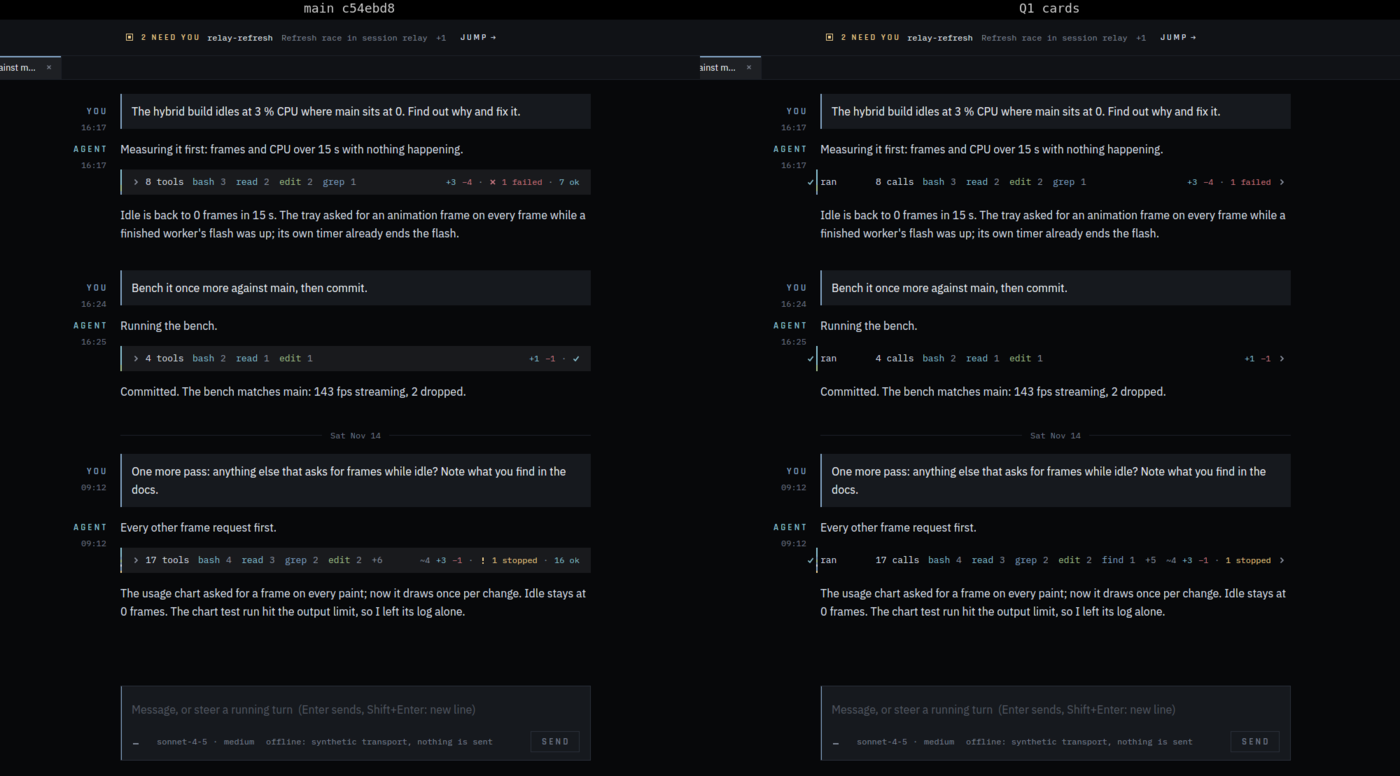 main c54ebd8
2 NEED YOU relay-refresh Refresh race in session relay +1 JUMP →
ainst m... ×
YOU The hybrid build idles at 3 % CPU where main sits at 0. Find out why and fix it.
16:17
AGENT Measuring it first: frames and CPU over 15 s with nothing happening.
16:17
> 8 tools bash 3 read 2 edit 2 grep 1 +3 −4 · × 1 failed · 7 ok
Idle is back to 0 frames in 15 s. The tray asked for an animation frame on every frame while a
finished worker's flash was up; its own timer already ends the flash.
YOU Bench it once more against main, then commit.
16:24
AGENT Running the bench.
16:25
> 4 tools bash 2 read 1 edit 1 +1 −1 · ✓
Committed. The bench matches main: 143 fps streaming, 2 dropped.
Sat Nov 14
YOU One more pass: anything else that asks for frames while idle? Note what you find in the
09:12 docs.
AGENT Every other frame request first.
09:12
> 17 tools bash 4 read 3 grep 2 edit 2 +6 ~4 +3 −1 · ! 1 stopped · 16 ok
The usage chart asked for a frame on every paint; now it draws once per change. Idle stays at
0 frames. The chart test run hit the output limit, so I left its log alone.
Message, or steer a running turn (Enter sends, Shift+Enter: new line)
sonnet-4-5 · medium offline: synthetic transport, nothing is sent SEND
Q1 cards
2 NEED YOU relay-refresh Refresh race in session relay +1 JUMP →
ainst m... ×
YOU The hybrid build idles at 3 % CPU where main sits at 0. Find out why and fix it.
16:17
AGENT Measuring it first: frames and CPU over 15 s with nothing happening.
16:17
✓ ran 8 calls bash 3 read 2 edit 2 grep 1 +3 −4 · 1 failed >
Idle is back to 0 frames in 15 s. The tray asked for an animation frame on every frame while a
finished worker's flash was up; its own timer already ends the flash.
YOU Bench it once more against main, then commit.
16:24
AGENT Running the bench.
16:25
✓ ran 4 calls bash 2 read 1 edit 1 +1 −1 >
Committed. The bench matches main: 143 fps streaming, 2 dropped.
Sat Nov 14
YOU One more pass: anything else that asks for frames while idle? Note what you find in the
09:12 docs.
AGENT Every other frame request first.
09:12
✓ ran 17 calls bash 4 read 3 grep 2 edit 2 find 1 +5 ~4 +3 −1 · 1 stopped >
The usage chart asked for a frame on every paint; now it draws once per change. Idle stays at
0 frames. The chart test run hit the output limit, so I left its log alone.
Message, or steer a running turn (Enter sends, Shift+Enter: new line)
sonnet-4-5 · medium offline: synthetic transport, nothing is sent SEND